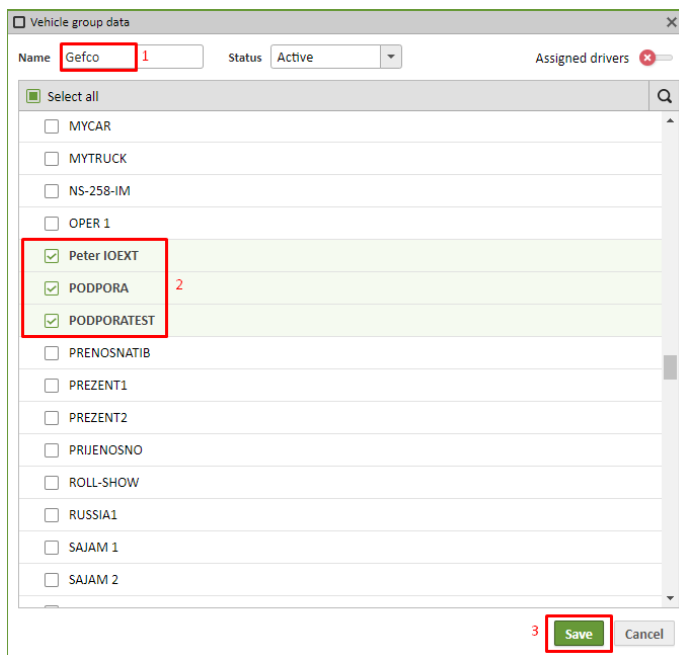 Vehicle group data
Name Gefco 1 Status Active Assigned drivers
Select all
MYCAR
MYTRUCK
NS-258-IM
OPER 1
Peter IOEXT
PODPORA 2
PODPORATEST
PRENOSNATIB
PREZENT1
PREZENT2
PRIJENOSNO
ROLL-SHOW
RUSSIA1
SAJAM 1
SAJAM 2
3 Save Cancel